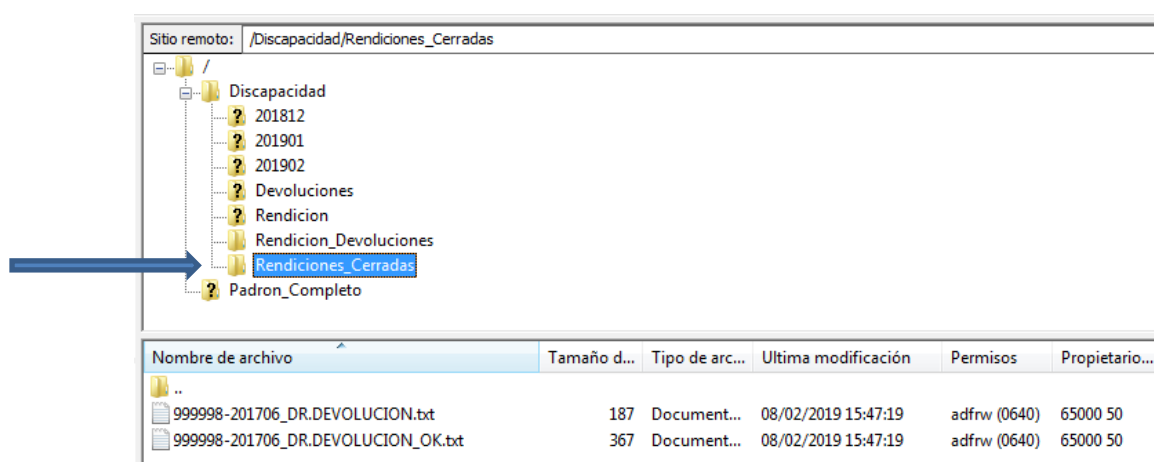 Sitio remoto: /Discapacidad/Rendiciones_Cerradas
/
Discapacidad
? 201812
? 201901
? 201902
? Devoluciones
? Rendicion
Rendicion_Devoluciones
Rendiciones_Cerradas
? Padron_Completo
Nombre de archivo Tamaño d... Tipo de arc... Ultima modificación Permisos Propietario...
..
999998-201706_DR.DEVOLUCION.txt 187 Document... 08/02/2019 15:47:19 adfrw (0640) 65000 50
999998-201706_DR.DEVOLUCION_OK.txt 367 Document... 08/02/2019 15:47:19 adfrw (0640) 65000 50